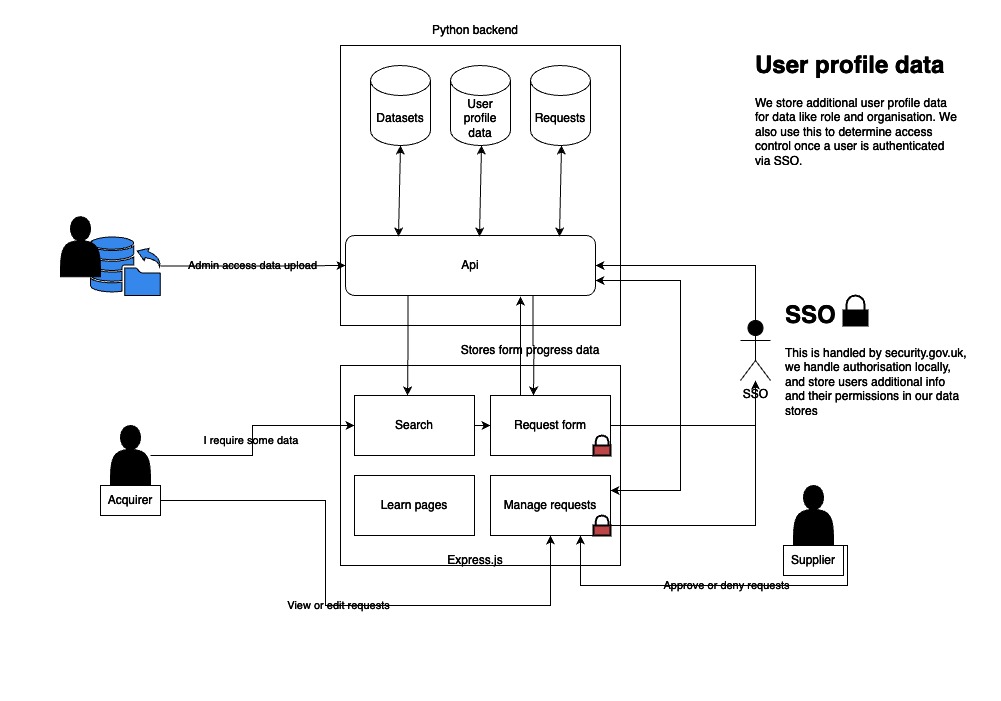 Python backend
User profile data
We store additional user profile data
for data like role and organisation. We
also use this to determine access
control once a user is authenticated
via SSO.
Datasets
User
profile
data
Requests
Admin access data upload
Api
SSO
This is handled by security.gov.uk,
we handle authorisation locally,
and store users additional info
and their permissions in our data
stores
Stores form progress data
SSO
Search
Request form
I require some data
Acquirer
Learn pages
Manage requests
Express.js
Supplier
Approve or deny requests
View or edit requests